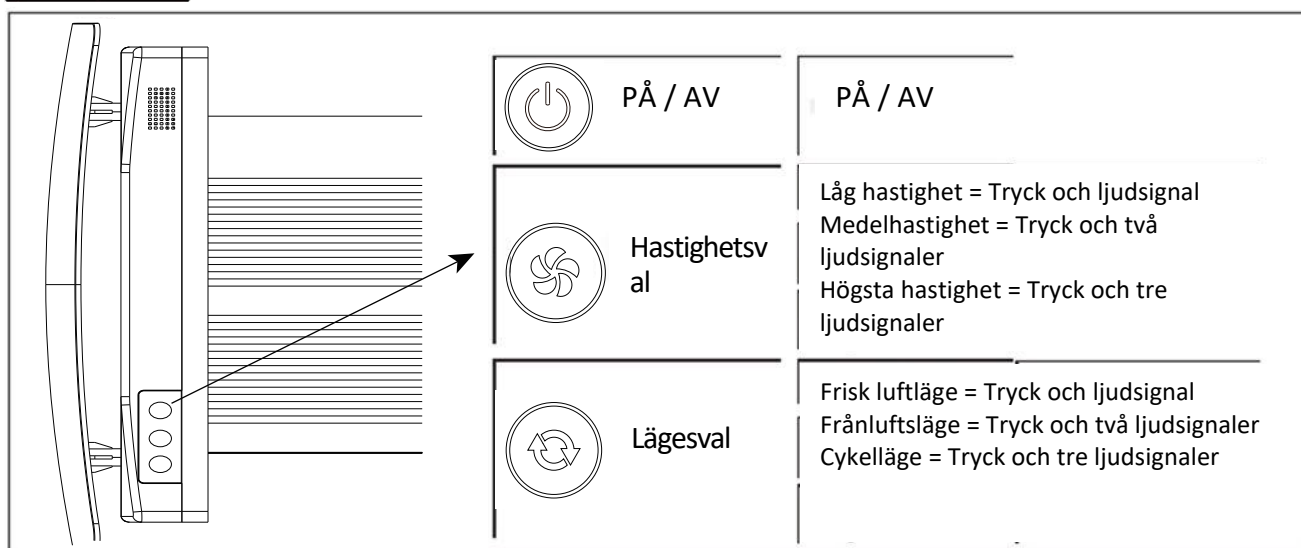 PÅ / AV
PÅ / AV
Hastighetsv
al
Låg hastighet = Tryck och ljudsignal
Medelhastighet = Tryck och två
ljudsignaler
Högsta hastighet = Tryck och tre
ljudsignaler
Lägesval
Frisk luftläge = Tryck och ljudsignal
Frånluftsläge = Tryck och två ljudsignaler
Cykelläge = Tryck och tre ljudsignaler